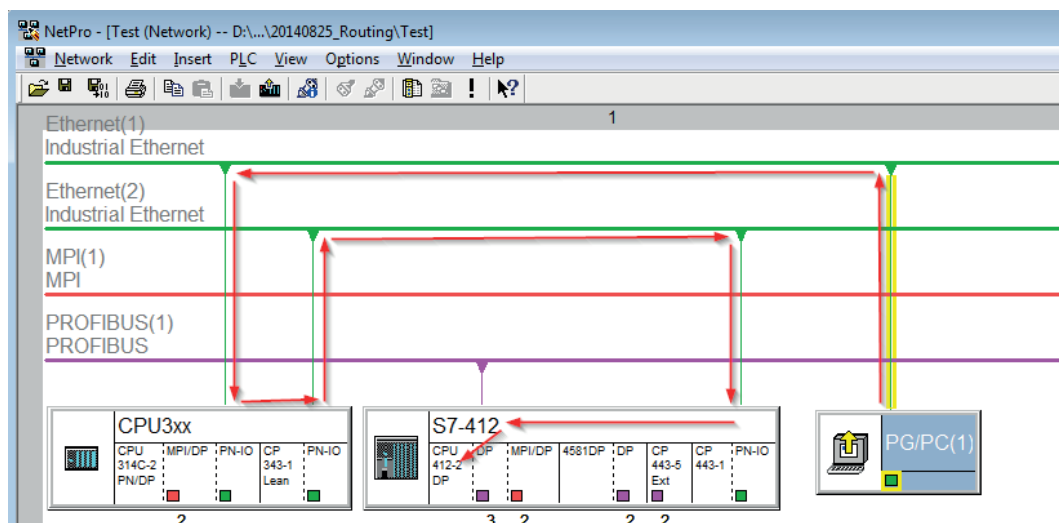 NetPro - [Test (Network) -- D:\...\20140825_Routing\Test]
Network Edit Insert PLC View Options Window Help
1
Ethernet(1)
Industrial Ethernet
Ethernet(2)
Industrial Ethernet
MPI(1)
MPI
PROFIBUS(1)
PROFIBUS
CPU3xx
CPU 314C-2 PN/DP
MPI/DP
PN-IO
CP 343-1 Lean
PN-IO
2
S7-412
CPU 412-2 DP
DP
MPI/DP
4581DP
DP
CP 443-5 Ext
CP 443-1
PN-IO
3 2 2 2
PG/PC(1)